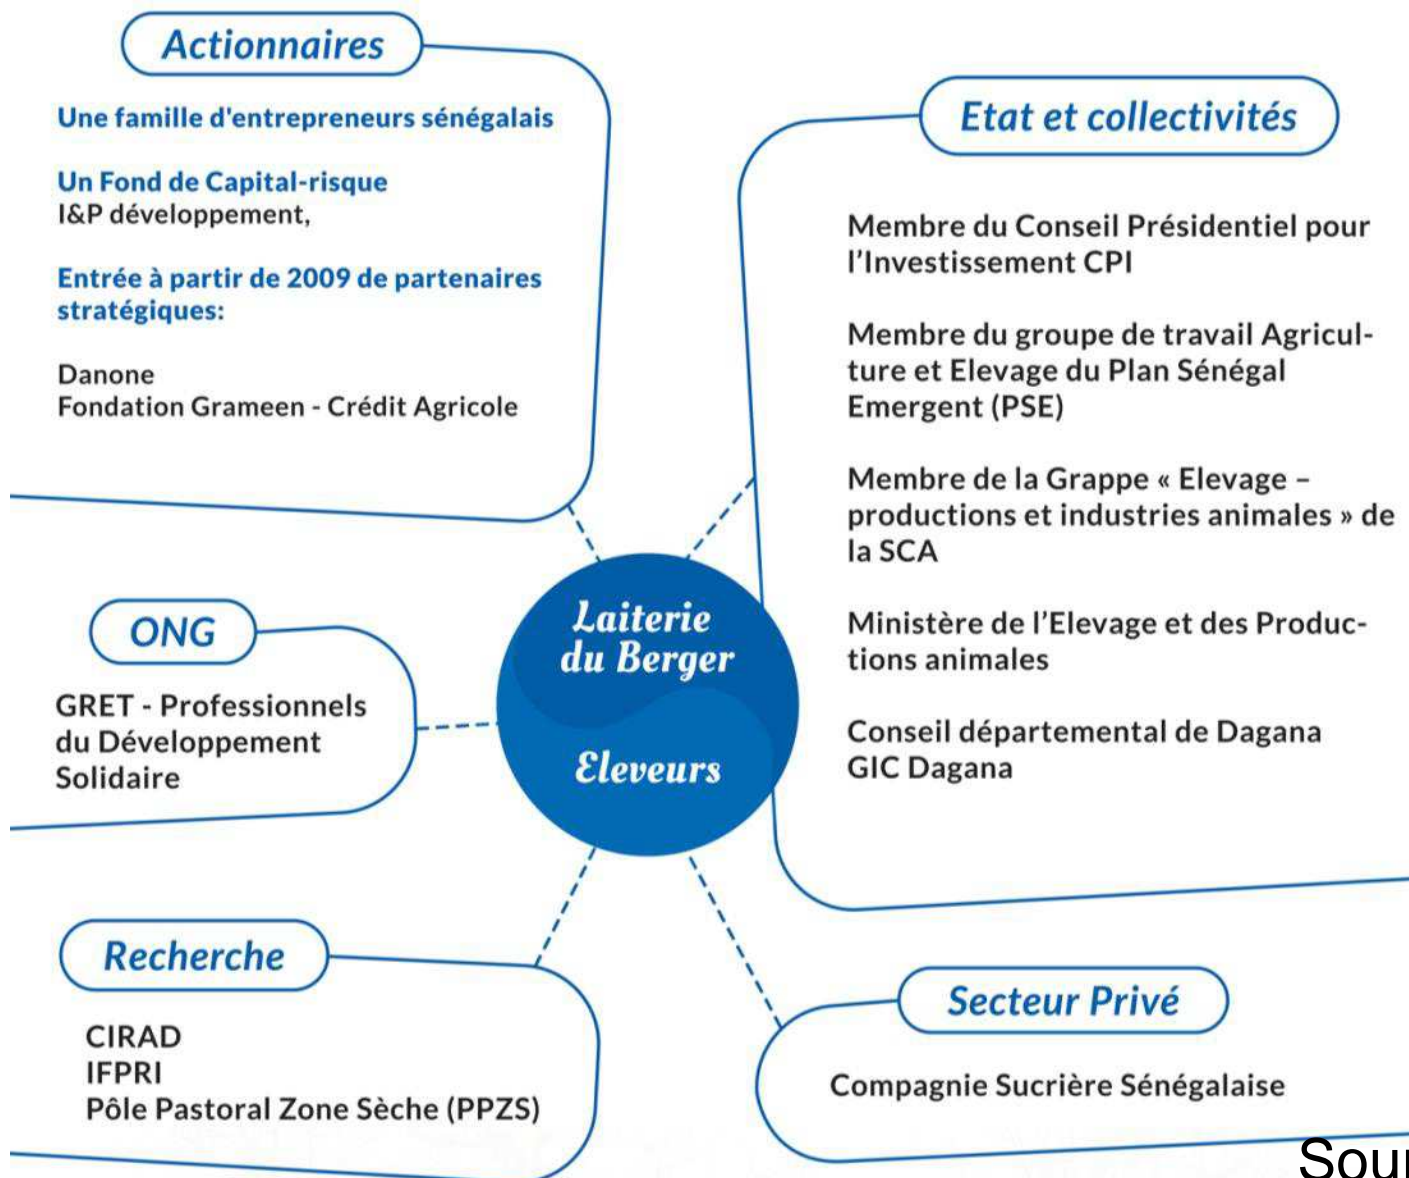 Actionnaires
Une famille d'entrepreneurs sénégalais
Un Fond de Capital-risque
I&P développement,
Entrée à partir de 2009 de partenaires
stratégiques:
Danone
Fondation Grameen - Crédit Agricole
Etat et collectivités
Membre du Conseil Présidentiel pour
l'Investissement CPI
Membre du groupe de travail Agricul-
ture et Elevage du Plan Sénégal
Emergent (PSE)
Membre de la Grappe « Elevage –
productions et industries animales » de
la SCA
Ministère de l'Elevage et des Produc-
tions animales
Conseil départemental de Dagana
GIC Dagana
Laiterie
du Berger
Eleveurs
ONG
GRET - Professionnels
du Développement
Solidaire
Recherche
CIRAD
IFPRI
Pôle Pastoral Zone Sèche (PPZS)
Secteur Privé
Compagnie Sucrière Sénégalaise